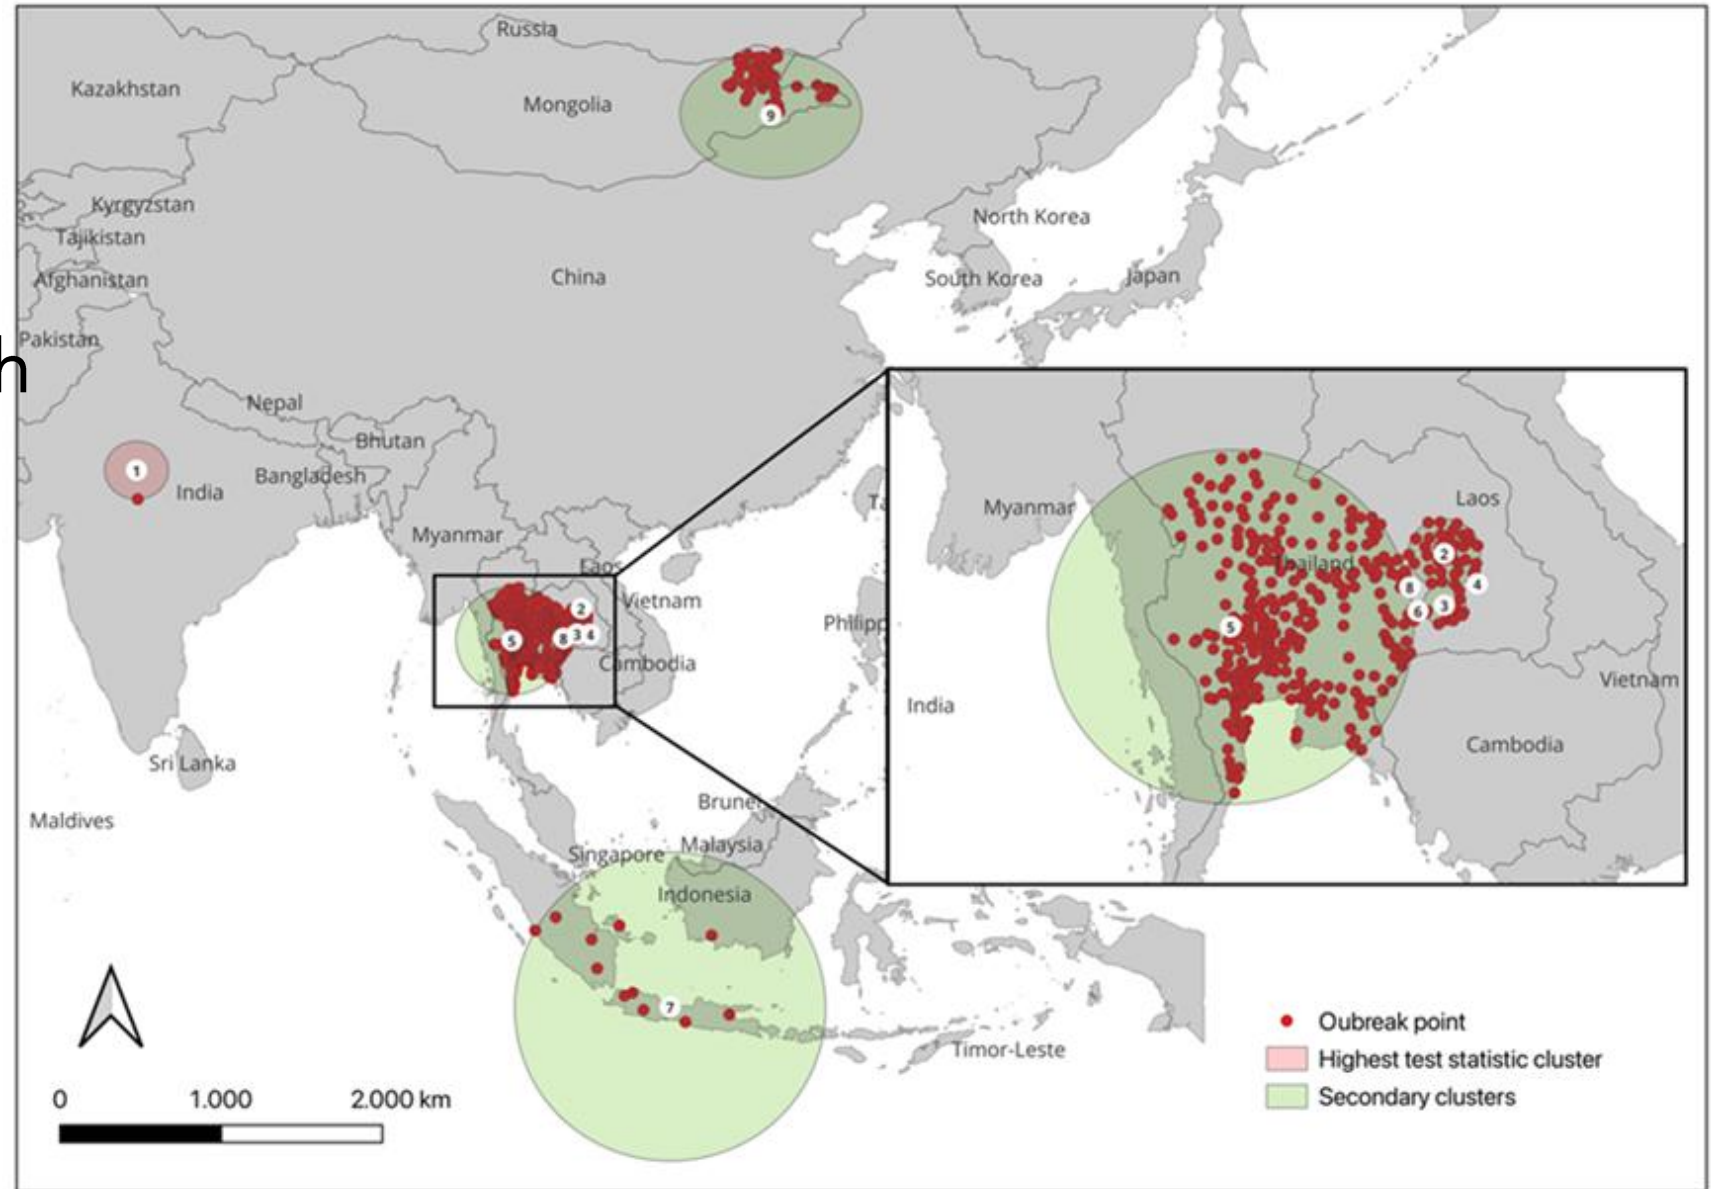 Russia
Kazakhstan
Mongolia
9
Kyrgyzstan
North Korea
Tajikistan
Afghanistan
China
South Korea
Japan
Pakistan
h
Nepal
Bhutan
1
India
Bangladesh
Myanmar
Laos
2
Vietnam
5
8
3
4
Cambodia
Sri Lanka
Maldives
Brunei
Malaysia
Singapore
Indonesia
7
Timor-Leste
Myanmar
Laos
Thailand
2
8
4
6
3
5
India
Vietnam
Cambodia
Oubreak point
Highest test statistic cluster
Secondary clusters
0 1.000 2.000 km